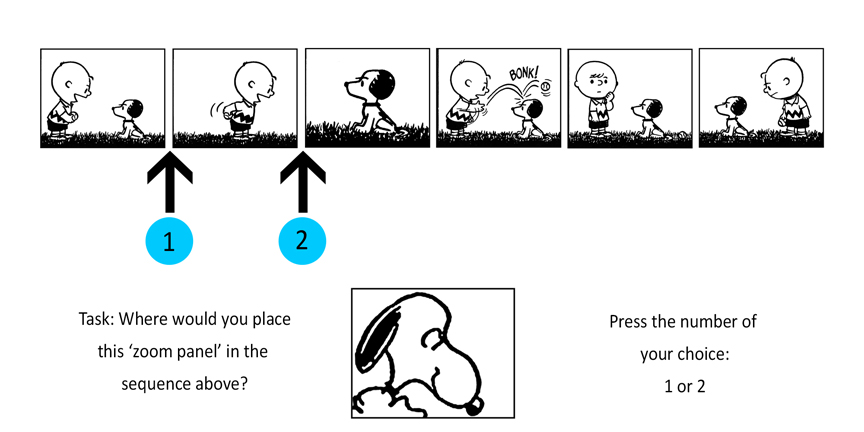 BONK!
1
2
Task: Where would you place
this ‘zoom panel’ in the
sequence above?
Press the number of
your choice:
1 or 2